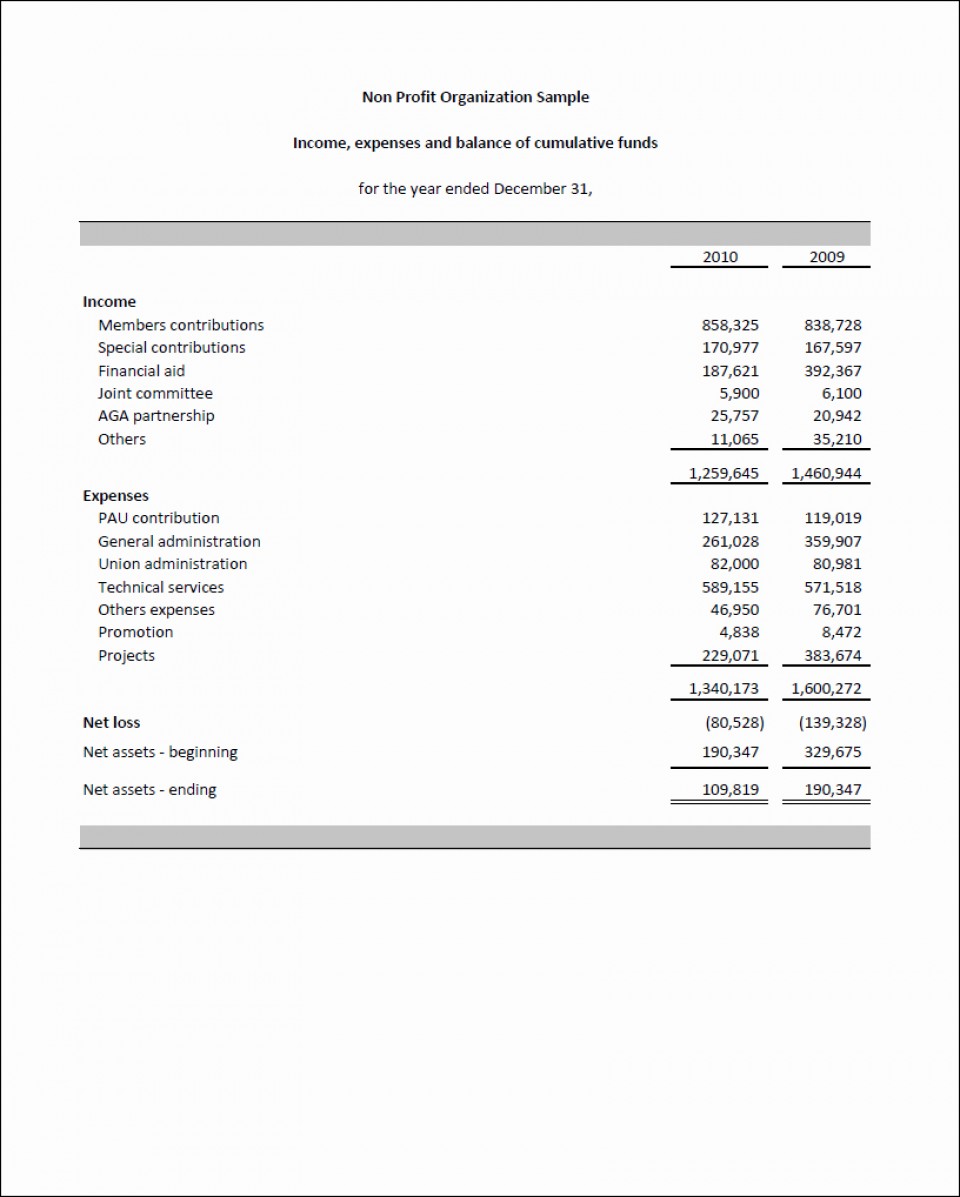 Non Profit Organization Sample
Income, expenses and balance of cumulative funds
for the year ended December 31,
2010 2009
Income
Members contributions 858,325 838,728
Special contributions 170,977 167,597
Financial aid 187,621 392,367
Joint committee 5,900 6,100
AGA partnership 25,757 20,942
Others 11,065 35,210
1,259,645 1,460,944
Expenses
PAU contribution 127,131 119,019
General administration 261,028 359,907
Union administration 82,000 80,981
Technical services 589,155 571,518
Others expenses 46,950 76,701
Promotion 4,838 8,472
Projects 229,071 383,674
1,340,173 1,600,272
Net loss (80,528) (139,328)
Net assets - beginning 190,347 329,675
Net assets - ending 109,819 190,347